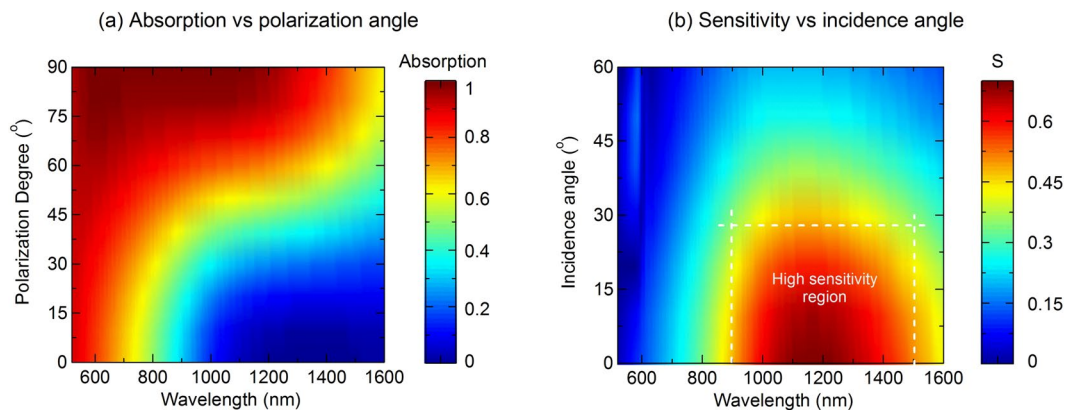 (a) Absorption vs polarization angle
Absorption
90
75
60
45
30
15
0
Polarization Degree (°)
600 800 1000 1200 1400 1600
Wavelength (nm)
1
0.8
0.6
0.4
0.2
0
(b) Sensitivity vs incidence angle
S
60
45
30
15
0
Incidence angle (°)
High sensitivity
region
600 800 1000 1200 1400 1600
Wavelength (nm)
0.6
0.45
0.3
0.15
0